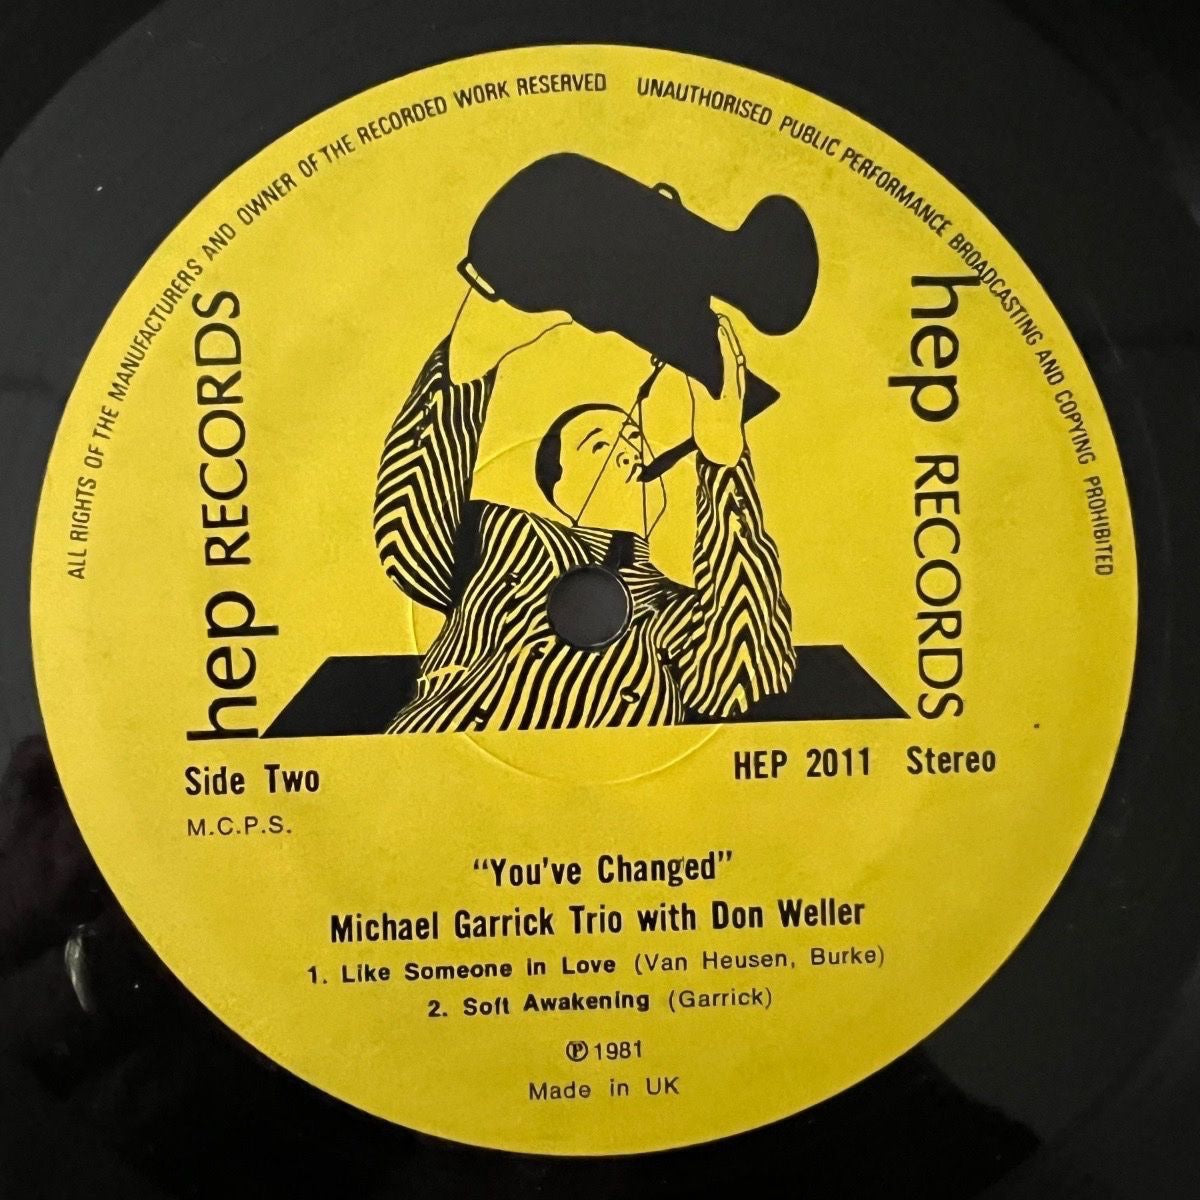 ALL RIGHTS OF THE MANUFACTURERS AND OWNER OF THE RECORDED WORK RESERVED UNAUTHORISED PUBLIC PERFORMANCE BROADCASTING AND COPYING PROHIBITED
hep RECORDS
hep RECORDS
Side Two
HEP 2011 Stereo
M.C.P.S.
“You've Changed”
Michael Garrick Trio with Don Weller
1. Like Someone in Love (Van Heusen, Burke)
2. Soft Awakening (Garrick)
℗ 1981
Made in UK